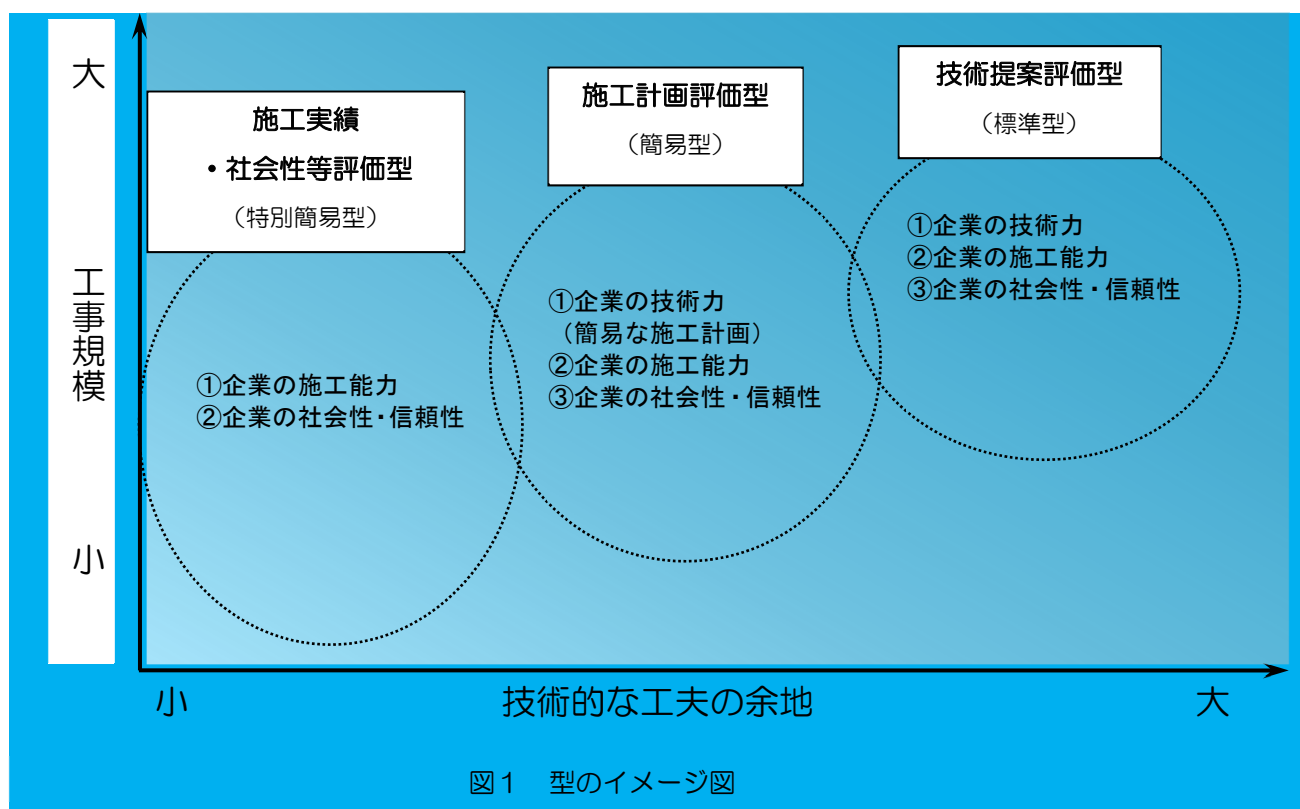 大
工事規模
小
施工実績
・社会性等評価型
（特別簡易型）
①企業の施工能力
②企業の社会性・信頼性
施工計画評価型
（簡易型）
①企業の技術力
（簡易な施工計画）
②企業の施工能力
③企業の社会性・信頼性
技術提案評価型
（標準型）
①企業の技術力
②企業の施工能力
③企業の社会性・信頼性
小
技術的な工夫の余地
大
図１　型のイメージ図